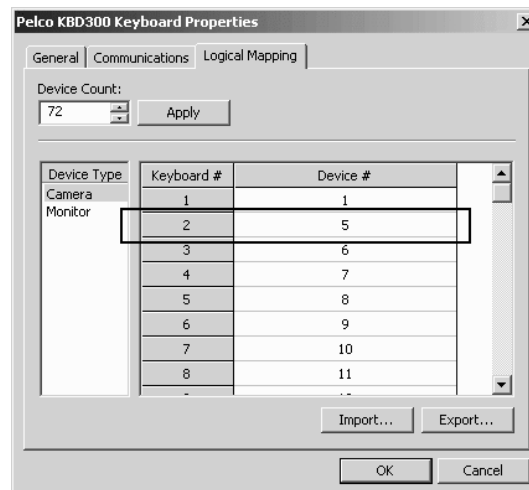 Pelco KBD300 Keyboard Properties
General Communications Logical Mapping
Device Count:
72 Apply
Device Type Keyboard # Device #
Camera 1 1
Monitor 2 5
3 6
4 7
5 8
6 9
7 10
8 11
Import... Export...
OK Cancel